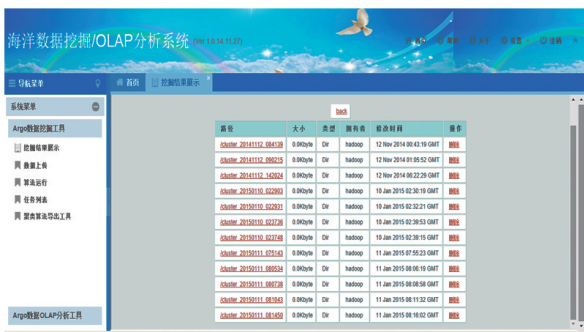 海洋数据挖掘/OLAP分析系统 (Ver 1.0 14.11.27)
首页
设置
注销
导航菜单
首页
挖掘结果展示
系统菜单
Argo数据挖掘工具
挖掘结果展示
数据上传
算法运行
任务列表
聚类算法导出工具
Argo数据OLAP分析工具
back
路径 大小 类型 拥有者 修改时间 操作
/cluster_20141112_084139 0.0Kbyte Dir hadoop 12 Nov 2014 00:43:19 GMT 删除
/cluster_20141112_090215 0.0Kbyte Dir hadoop 12 Nov 2014 01:05:52 GMT 删除
/cluster_20141112_142024 0.0Kbyte Dir hadoop 12 Nov 2014 06:22:29 GMT 删除
/cluster_20150110_022903 0.0Kbyte Dir hadoop 10 Jan 2015 02:30:19 GMT 删除
/cluster_20150110_022931 0.0Kbyte Dir hadoop 10 Jan 2015 02:32:21 GMT 删除
/cluster_20150110_023736 0.0Kbyte Dir hadoop 10 Jan 2015 02:39:53 GMT 删除
/cluster_20150110_023748 0.0Kbyte Dir hadoop 10 Jan 2015 02:39:15 GMT 删除
/cluster_20150111_075143 0.0Kbyte Dir hadoop 11 Jan 2015 07:55:23 GMT 删除
/cluster_20150111_080534 0.0Kbyte Dir hadoop 11 Jan 2015 08:06:19 GMT 删除
/cluster_20150111_080738 0.0Kbyte Dir hadoop 11 Jan 2015 08:08:58 GMT 删除
/cluster_20150111_081043 0.0Kbyte Dir hadoop 11 Jan 2015 08:11:32 GMT 删除
/cluster_20150111_081450 0.0Kbyte Dir hadoop 11 Jan 2015 08:16:02 GMT 删除